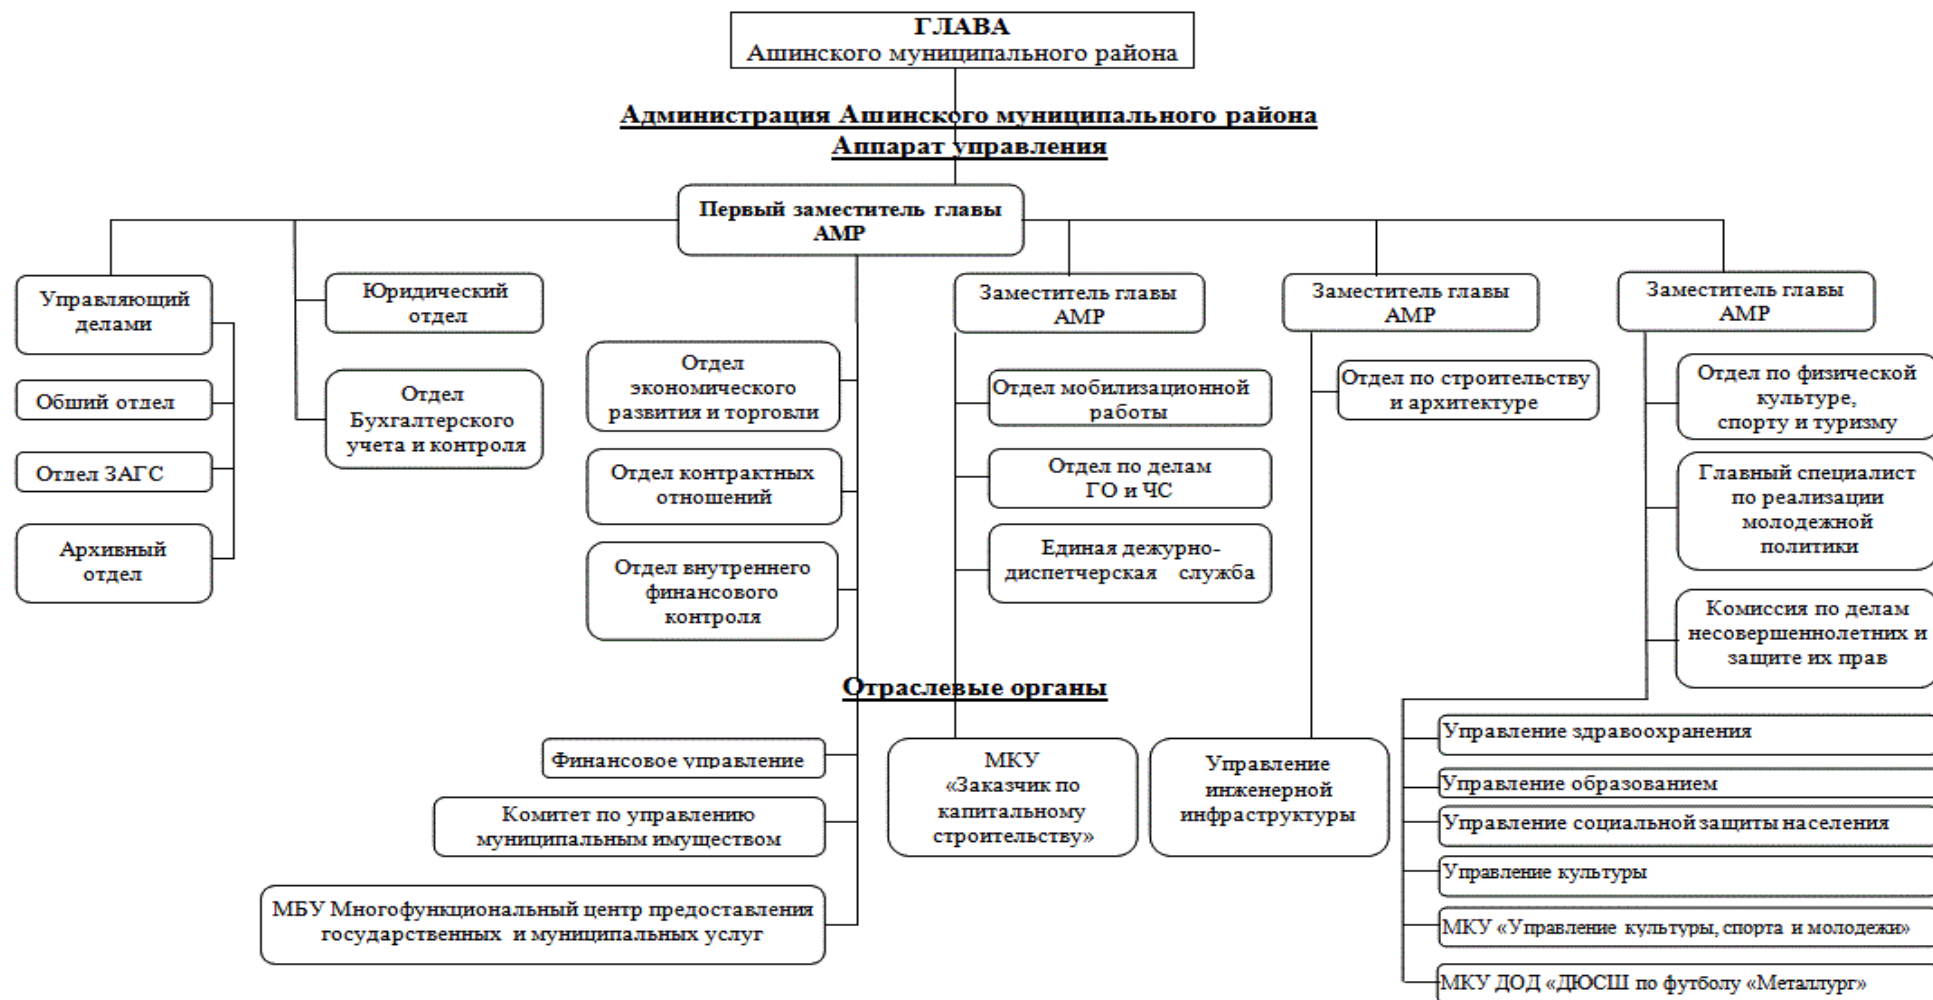 ГЛАВА
Ашинского муниципального района
Администрация Ашинского муниципального района
Аппарат управления
Первый заместитель главы
АМР
Управляющий
делами
Общий отдел
Отдел ЗАГС
Архивный
отдел
Юридический
отдел
Отдел
Бухгалтерского
учета и контроля
Отдел
экономического
развития и торговли
Отдел контрактных
отношений
Отдел внутреннего
финансового
контроля
Заместитель главы
АМР
Отдел мобилизационной
работы
Отдел по делам
ГО и ЧС
Единая дежурно-
диспетчерская служба
Заместитель главы
АМР
Отдел по строительству
и архитектуре
Заместитель главы
АМР
Отдел по физической
культуре,
спорту и туризму
Главный специалист
по реализации
молодежной
политики
Комиссия по делам
несовершеннолетних и
защите их прав
Отраслевые органы
Финансовое управление
Комитет по управлению
муниципальным имуществом
МБУ Многофункциональный центр предоставления
государственных и муниципальных услуг
МКУ
«Заказчик по
капитальному
строительству»
Управление
инженерной
инфраструктуры
Управление здравоохранения
Управление образованием
Управление социальной защиты населения
Управление культуры
МКУ «Управление культуры, спорта и молодежи»
МКУ ДОД «ДЮСШ по футболу «Металлург»